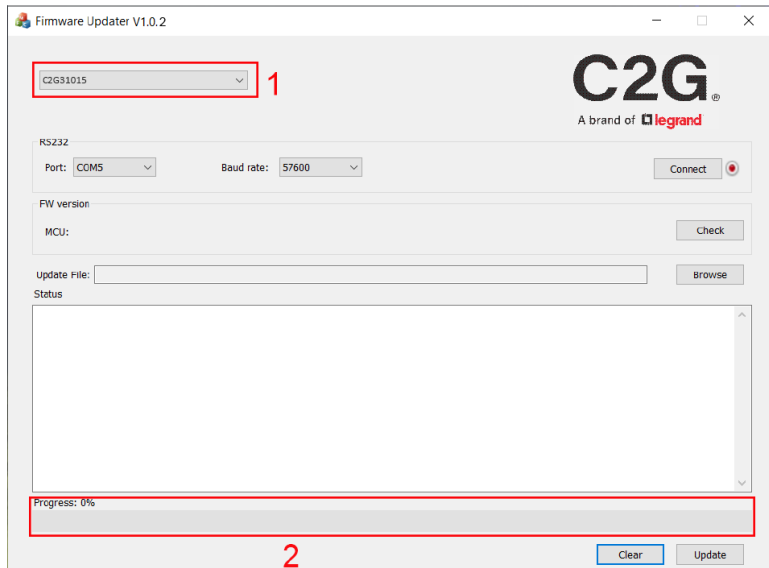 Firmware Updater V1.0.2
C2G31015
1
C2G®
A brand of legrand
RS232
Port: COM5 Baud rate: 57600 Connect
FW version
MCU: Check
Update File: Browse
Status
Progress: 0%
2
Clear Update